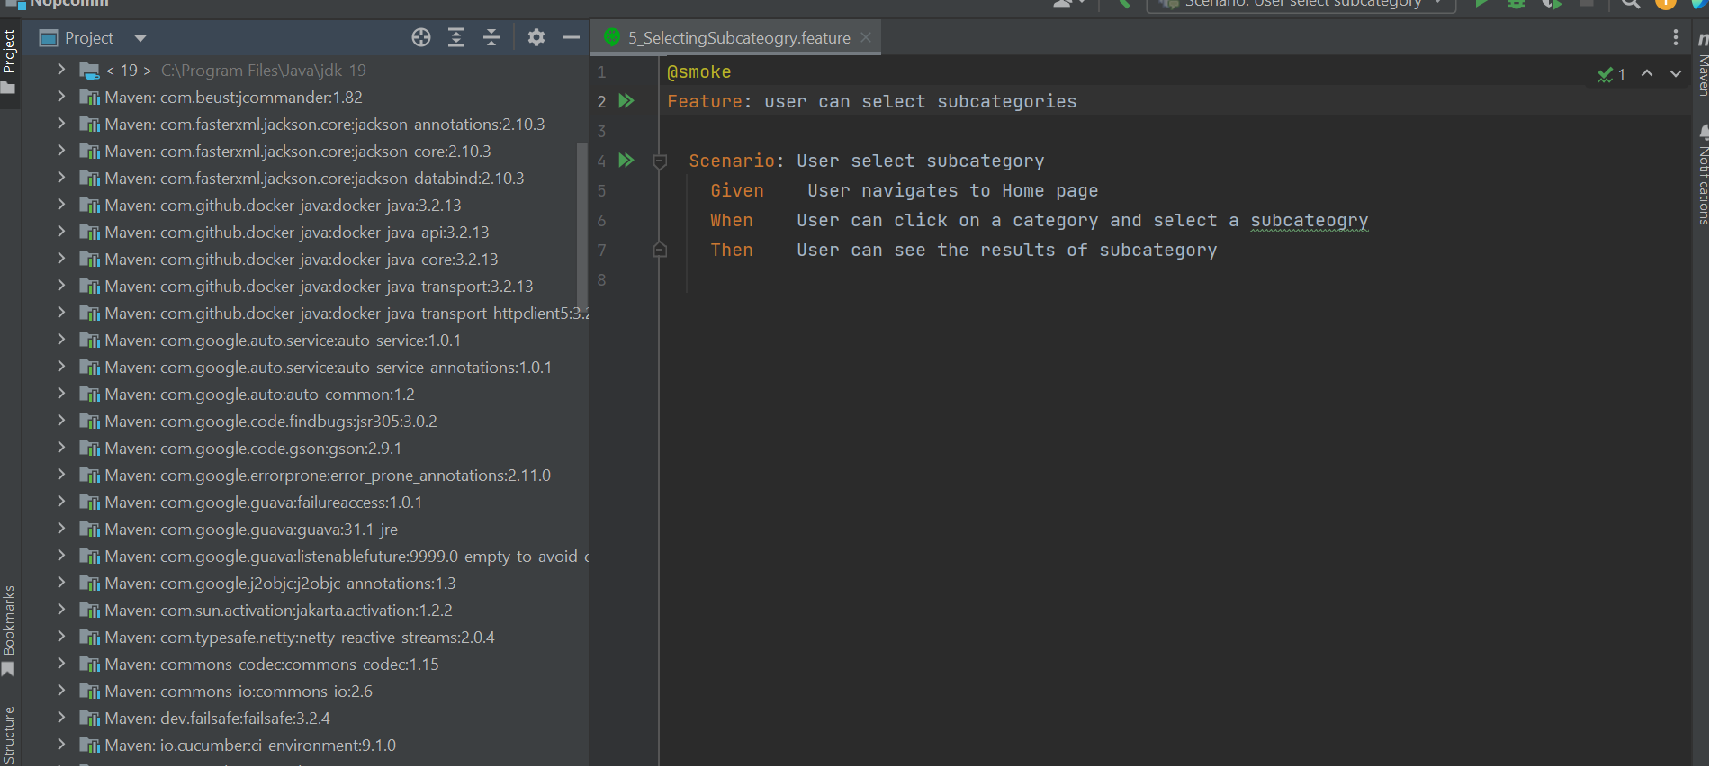 Nopcomm
Scenario: User select subcategory
Project
Project
5_SelectingSubcateogry.feature
Maven
Notifications
Bookmarks
Structure
< 19 > C:\Program Files\Java\jdk 19
Maven: com.beust:jcommander:1.82
Maven: com.fasterxml.jackson.core:jackson annotations:2.10.3
Maven: com.fasterxml.jackson.core:jackson core:2.10.3
Maven: com.fasterxml.jackson.core:jackson databind:2.10.3
Maven: com.github.docker java:docker java:3.2.13
Maven: com.github.docker java:docker java api:3.2.13
Maven: com.github.docker java:docker java core:3.2.13
Maven: com.github.docker java:docker java transport:3.2.13
Maven: com.github.docker java:docker java transport httpclient5:3.2
Maven: com.google.auto.service:auto service:1.0.1
Maven: com.google.auto.service:auto service annotations:1.0.1
Maven: com.google.auto:auto common:1.2
Maven: com.google.code.findbugs:jsr305:3.0.2
Maven: com.google.code.gson:gson:2.9.1
Maven: com.google.errorprone:error_prone_annotations:2.11.0
Maven: com.google.guava:failureaccess:1.0.1
Maven: com.google.guava:guava:31.1 jre
Maven: com.google.guava:listenablefuture:9999.0 empty to avoid c
Maven: com.google.j2objc:j2objc annotations:1.3
Maven: com.sun.activation:jakarta.activation:1.2.2
Maven: com.typesafe.netty:netty reactive streams:2.0.4
Maven: commons codec:commons codec:1.15
Maven: commons io:commons io:2.6
Maven: dev.failsafe:failsafe:3.2.4
Maven: io.cucumber:ci environment:9.1.0
1 @smoke
1
2 Feature: user can select subcategories
3
4 Scenario: User select subcategory
5 Given User navigates to Home page
6 When User can click on a category and select a subcateogry
7 Then User can see the results of subcategory
8